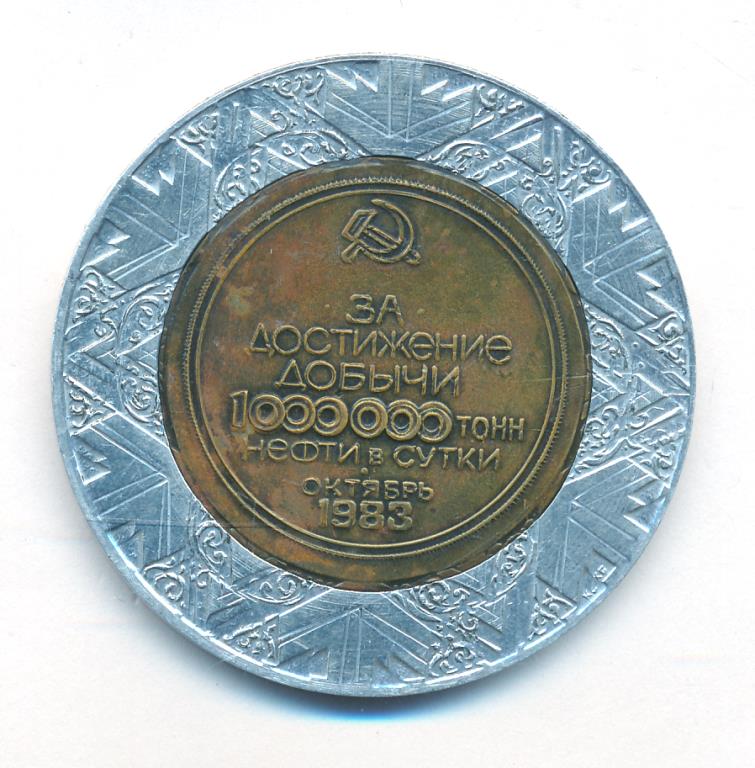 ЗА
ДОСТИЖЕНИЕ
ДОБЫЧИ
1000000 ТОНН
НЕФТИ В СУТКИ
ОКТЯБРЬ
1983